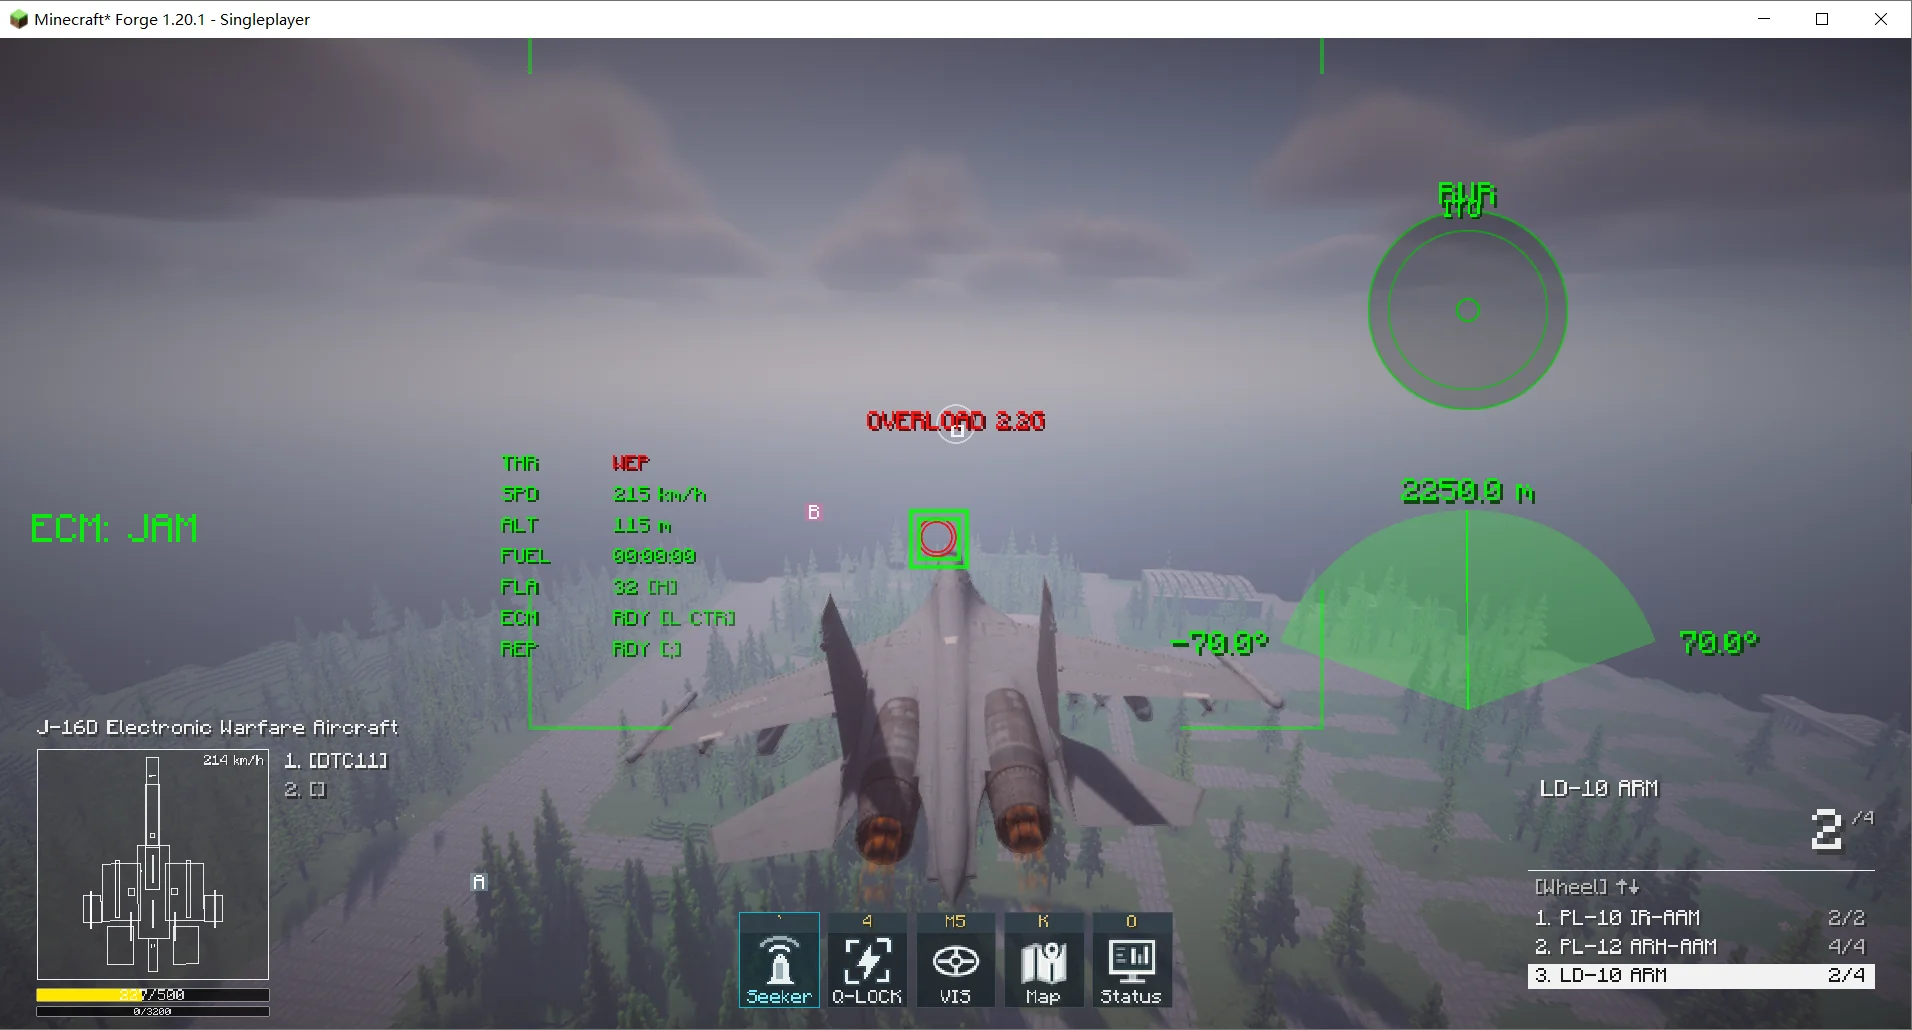 Minecraft* Forge 1.20.1 - Singleplayer
RWR
OVERLOAD 2.2G
THR WEP
SPD 215 km/h
ALT 115 m
FUEL 00:00:00
FLA 32 [H]
ECM RDY [L CTR]
REP RDY [;]
B
ECM: JAM
2250.0 m
-70.0° 70.0°
J-16D Electronic Warfare Aircraft
214 km/h
1. [DTC11]
2. []
/500
0/3200
A
` 4 M5 K O
Seeker Q-LOCK VIS Map Status
LD-10 ARM
2/4
[Wheel] ↑↓
1. PL-10 IR-AAM 2/2
2. PL-12 ARH-AAM 4/4
3. LD-10 ARM 2/4